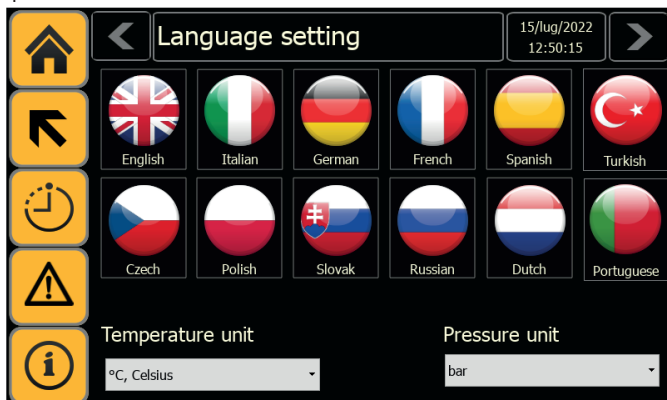 Language setting
15/lug/2022
12:50:15
English
Italian
German
French
Spanish
Turkish
Czech
Polish
Slovak
Russian
Dutch
Portuguese
Temperature unit
Pressure unit
°C, Celsius
bar